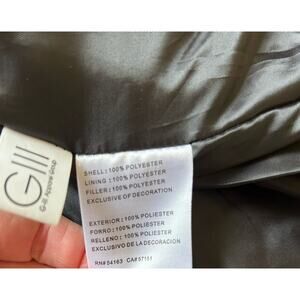 GIII
G-III Apparel Group
SHELL: 100% POLYESTER
LINING: 100% POLYESTER
FILLER: 100% POLYESTER
EXCLUSIVE OF DECORATION
EXTERIOR: 100% POLIESTER
FORRO: 100% POLIESTER
RELLENO: 100% POLIESTER
EXCLUSIVO DE LA DECORACION
RN# 54163 CA# 57151